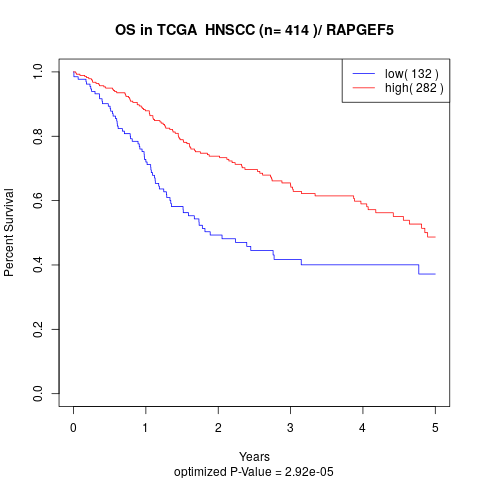 OS in TCGA  HNSCC (n= 414 )/ RAPGEF5
low( 132 )
high( 282 )
Percent Survival
1.0
0.8
0.6
0.4
0.2
0.0
0 1 2 3 4 5
Years
optimized P-Value = 2.92e-05